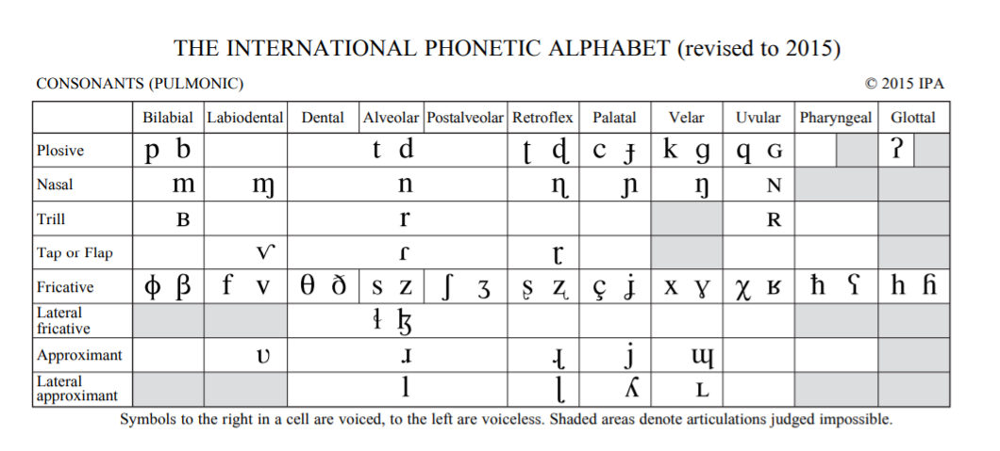 THE INTERNATIONAL PHONETIC ALPHABET (revised to 2015)
CONSONANTS (PULMONIC) © 2015 IPA
Bilabial Labiodental Dental Alveolar Postalveolar Retroflex Palatal Velar Uvular Pharyngeal Glottal
Plosive p b t d ʈ ɖ c ɟ k ɡ q ɢ ʔ
Nasal m ɱ n ɳ ɲ ŋ ɴ
Trill ʙ r ʀ
Tap or Flap ⱱ ɾ ɽ
Fricative ɸ β f v θ ð s z ʃ ʒ ʂ ʐ ç ʝ x ɣ χ ʁ ħ ʕ h ɦ
Lateral
fricative ɬ ɮ
Approximant ʋ ɹ ɻ j ɰ
Lateral
approximant l ɭ ʎ ʟ
Symbols to the right in a cell are voiced, to the left are voiceless. Shaded areas denote articulations judged impossible.